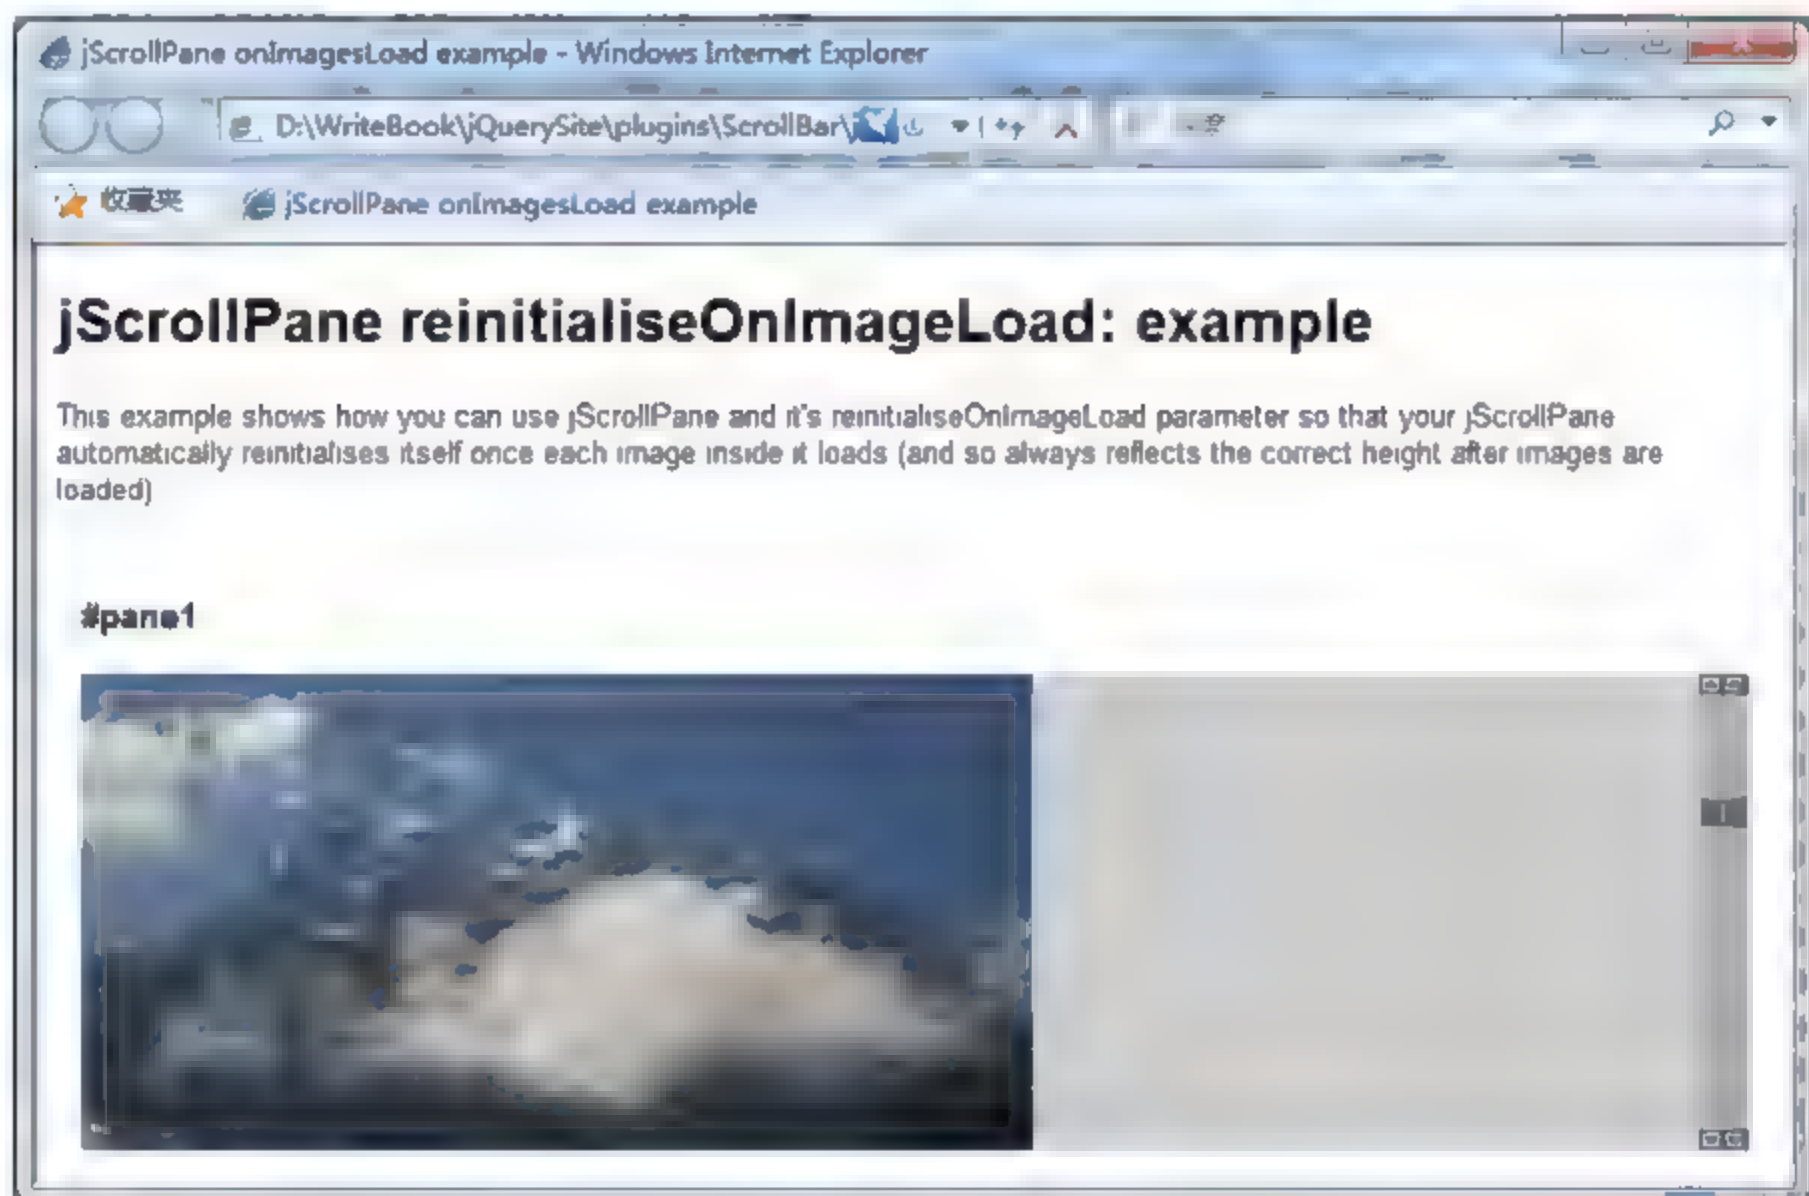 jScrollPane onImagesLoad example - Windows Internet Explorer
D:\WriteBook\jQuerySite\plugins\ScrollBar\j
收藏夹
jScrollPane onImagesLoad example
jScrollPane reinitialiseOnImageLoad: example
This example shows how you can use jScrollPane and it's reinitialiseOnImageLoad parameter so that your jScrollPane
automatically reinitialises itself once each image inside it loads (and so always reflects the correct height after images are
loaded)
#pane1